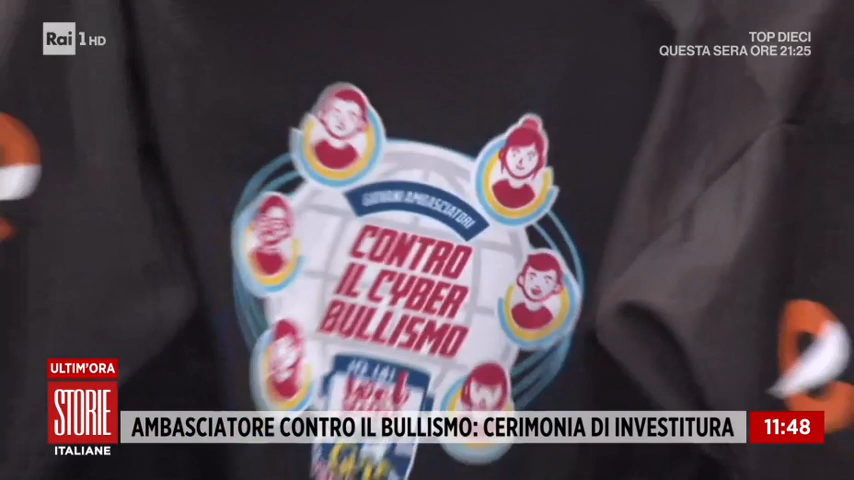 Rai 1 HD
TOP DIECI
QUESTA SERA ORE 21:25
GIOVANI AMBASCIATORI
CONTRO
IL CYBER
BULLISMO
ULTIM'ORA
STORIE
ITALIANE
AMBASCIATORE CONTRO IL BULLISMO: CERIMONIA DI INVESTITURA
11:48